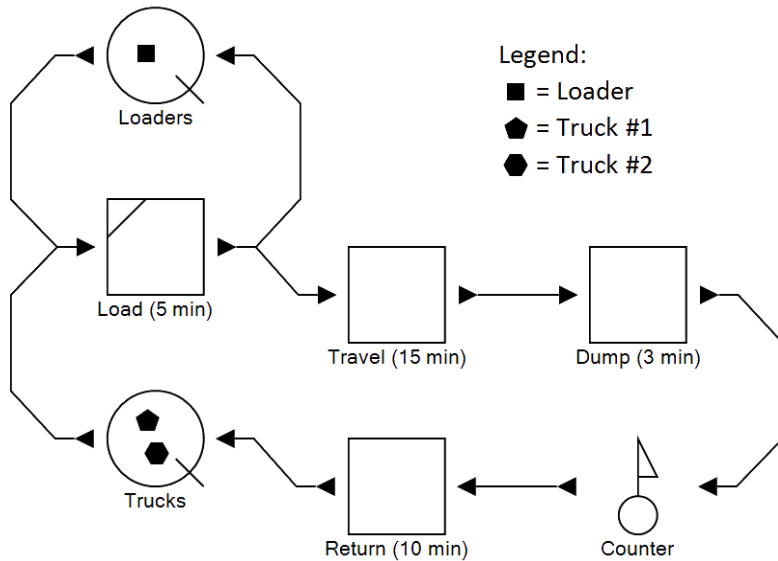 Legend:
= Loader
= Truck #1
= Truck #2
Loaders
Load (5 min)
Travel (15 min)
Dump (3 min)
Trucks
Return (10 min)
Counter